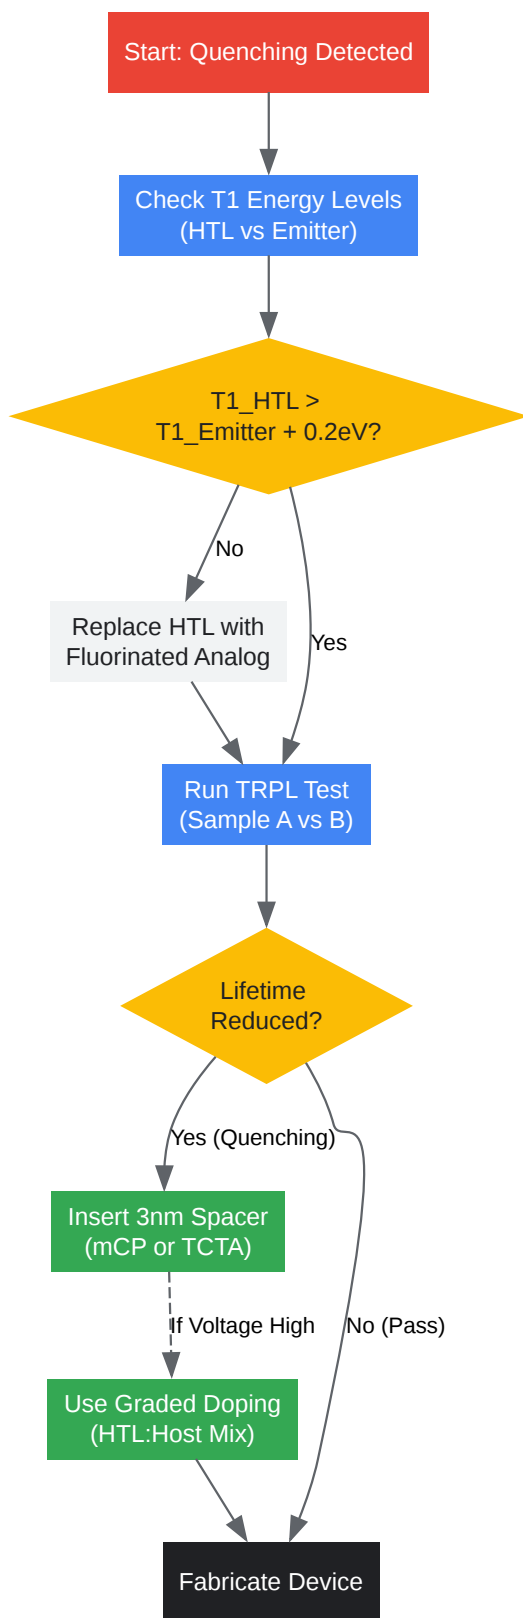 Start: Quenching Detected
Check T1 Energy Levels
(HTL vs Emitter)
T1_HTL >
T1_Emitter + 0.2eV?
No
Replace HTL with
Fluorinated Analog
Yes
Run TRPL Test
(Sample A vs B)
Lifetime
Reduced?
Yes (Quenching)
Insert 3nm Spacer
(mCP or TCTA)
If Voltage High
No (Pass)
Use Graded Doping
(HTL:Host Mix)
Fabricate Device